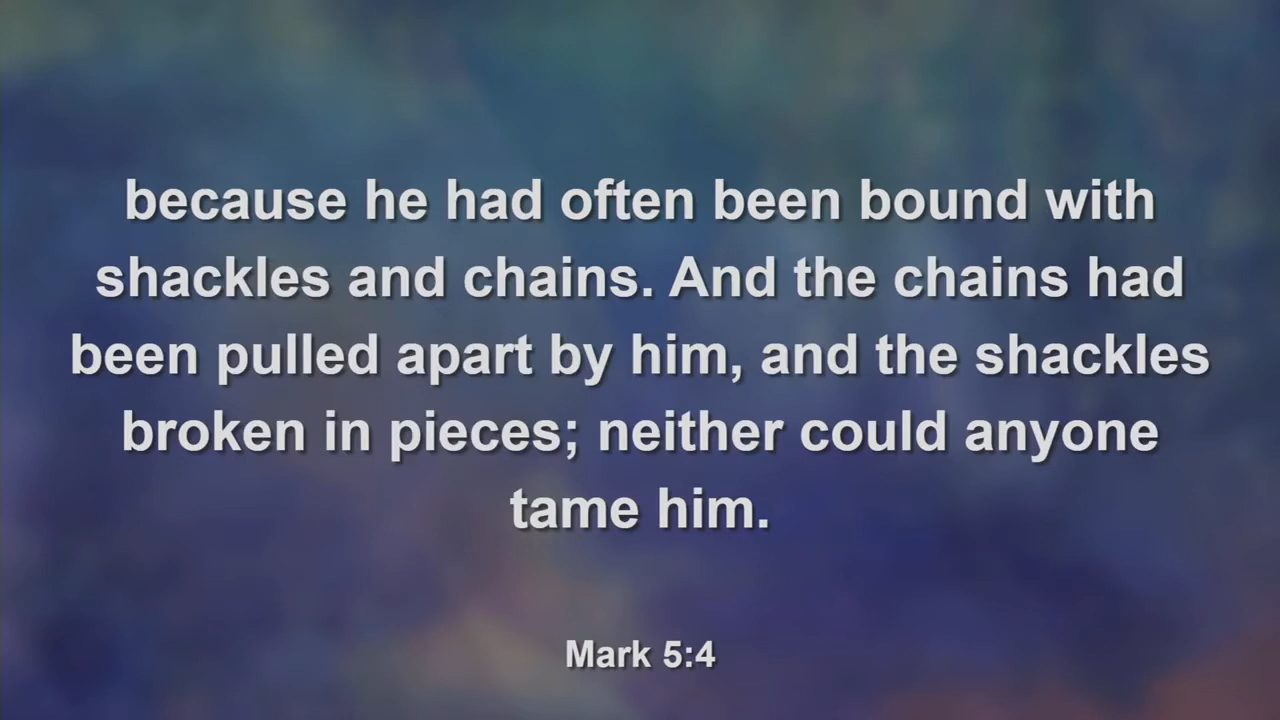 because he had often been bound with
shackles and chains. And the chains had
been pulled apart by him, and the shackles
broken in pieces; neither could anyone
tame him.
Mark 5:4